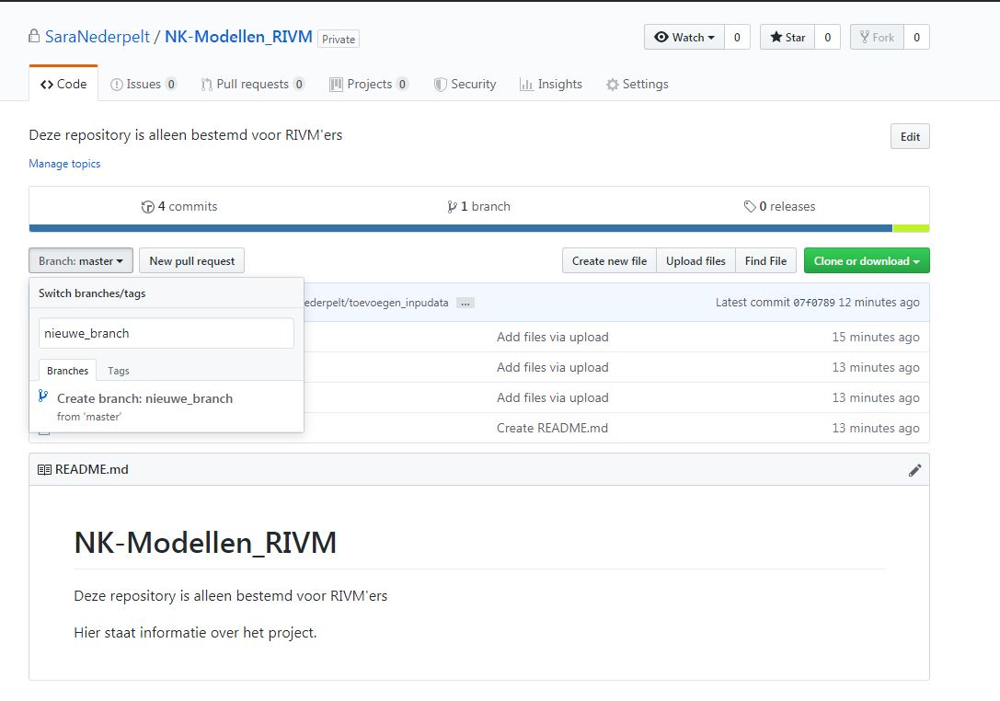 SaraNederpelt / NK-Modellen_RIVM Private
Watch 0 Star 0 Fork 0
Code Issues 0 Pull requests 0 Projects 0 Security Insights Settings
Deze repository is alleen bestemd voor RIVM'ers
Edit
Manage topics
4 commits 1 branch 0 releases
Branch: master New pull request Create new file Upload files Find File Clone or download
Switch branches/tags
ederpelt/toevoegen_inpudata ... Latest commit 07f0789 12 minutes ago
nieuwe_branch
Add files via upload 15 minutes ago
Branches Tags
Add files via upload 13 minutes ago
Create branch: nieuwe_branch
from 'master'
Add files via upload 13 minutes ago
Create README.md 13 minutes ago
README.md
NK-Modellen_RIVM
Deze repository is alleen bestemd voor RIVM'ers
Hier staat informatie over het project.